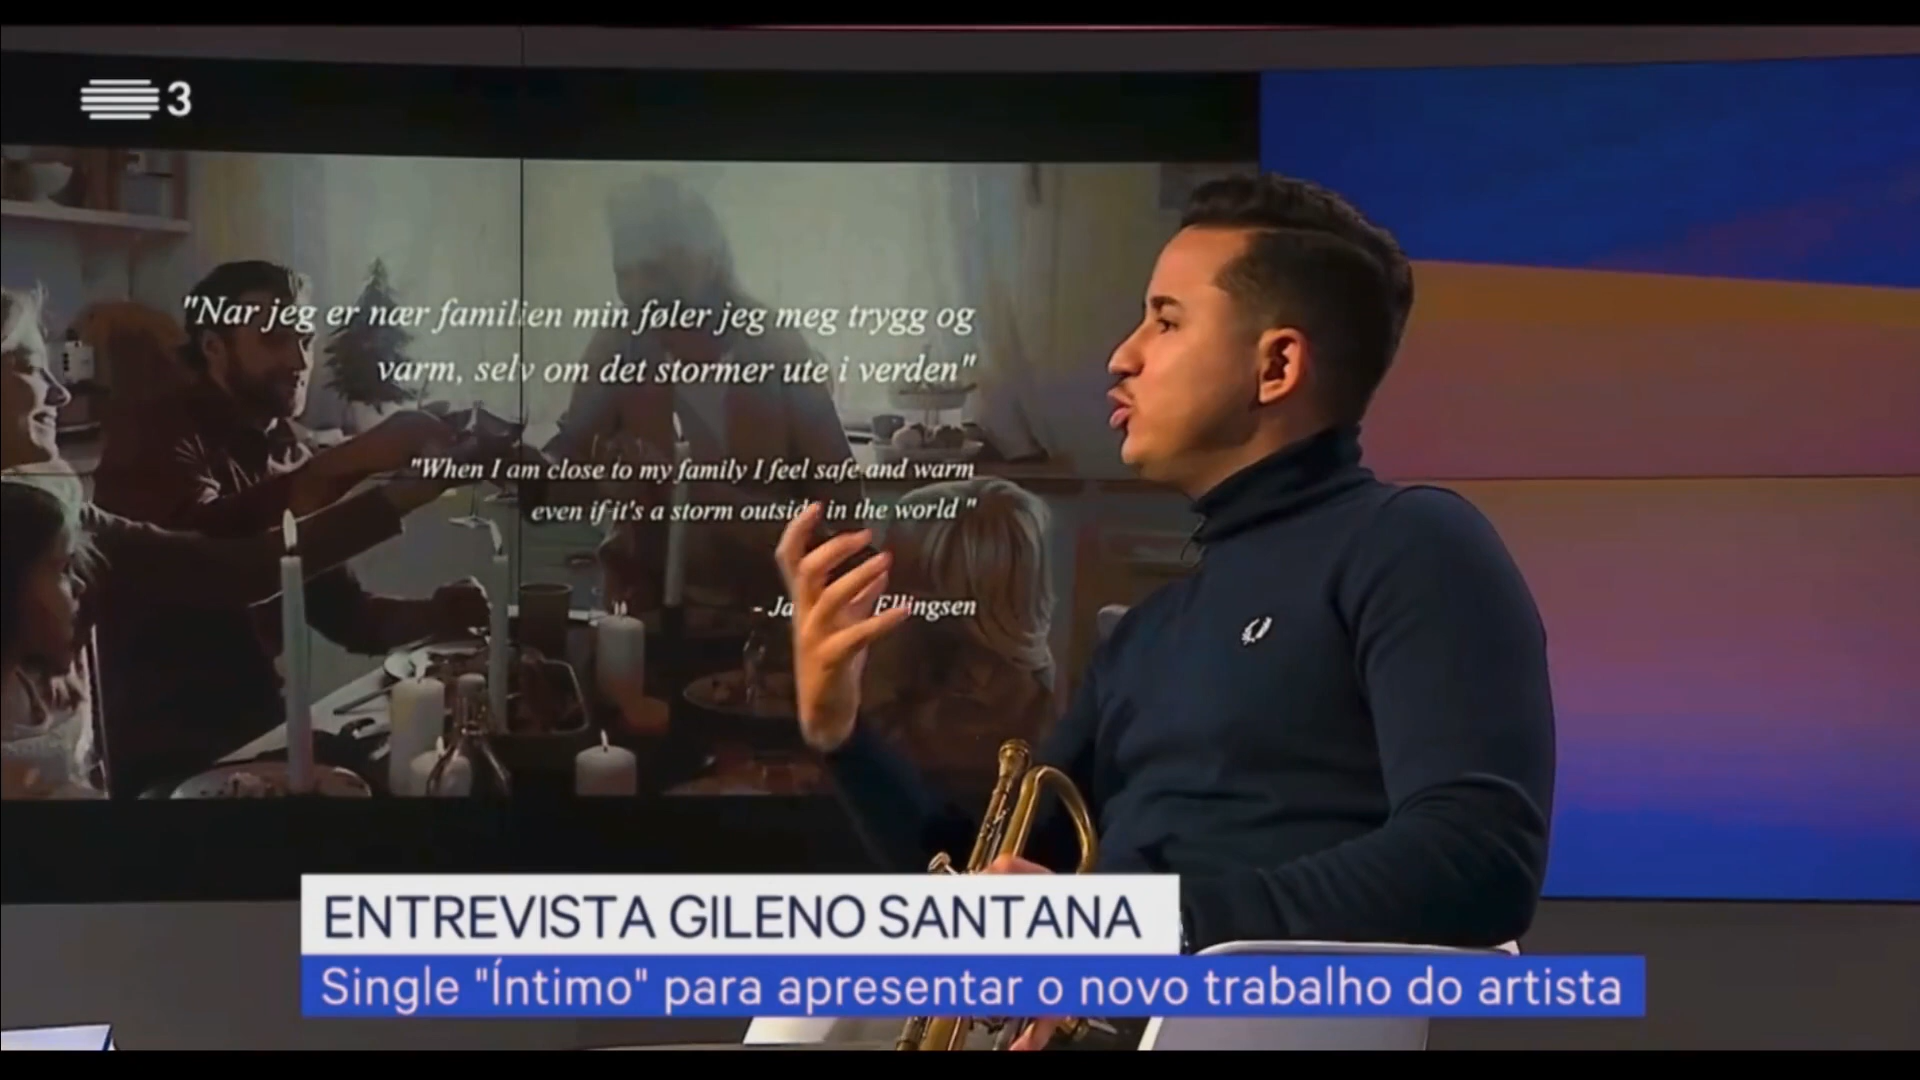 3
"Nar jeg er nær familien min føler jeg meg trygg og
varm, selv om det stormer ute i verden"
"When I am close to my family I feel safe and warm
even if it's a storm outside in the world "
- Ellingsen
ENTREVISTA GILENO SANTANA
Single "Íntimo" para apresentar o novo trabalho do artista